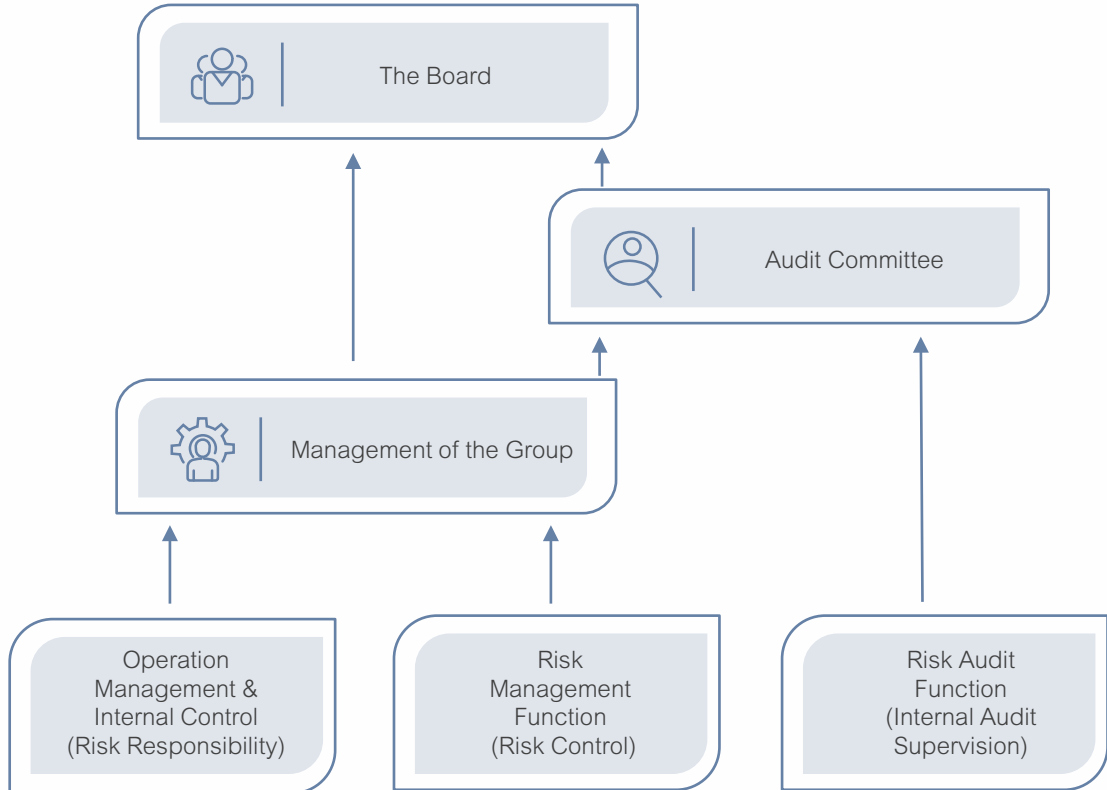 The Board
Audit Committee
Management of the Group
Operation
Management &
Internal Control
(Risk Responsibility)
Risk
Management
Function
(Risk Control)
Risk Audit
Function
(Internal Audit
Supervision)